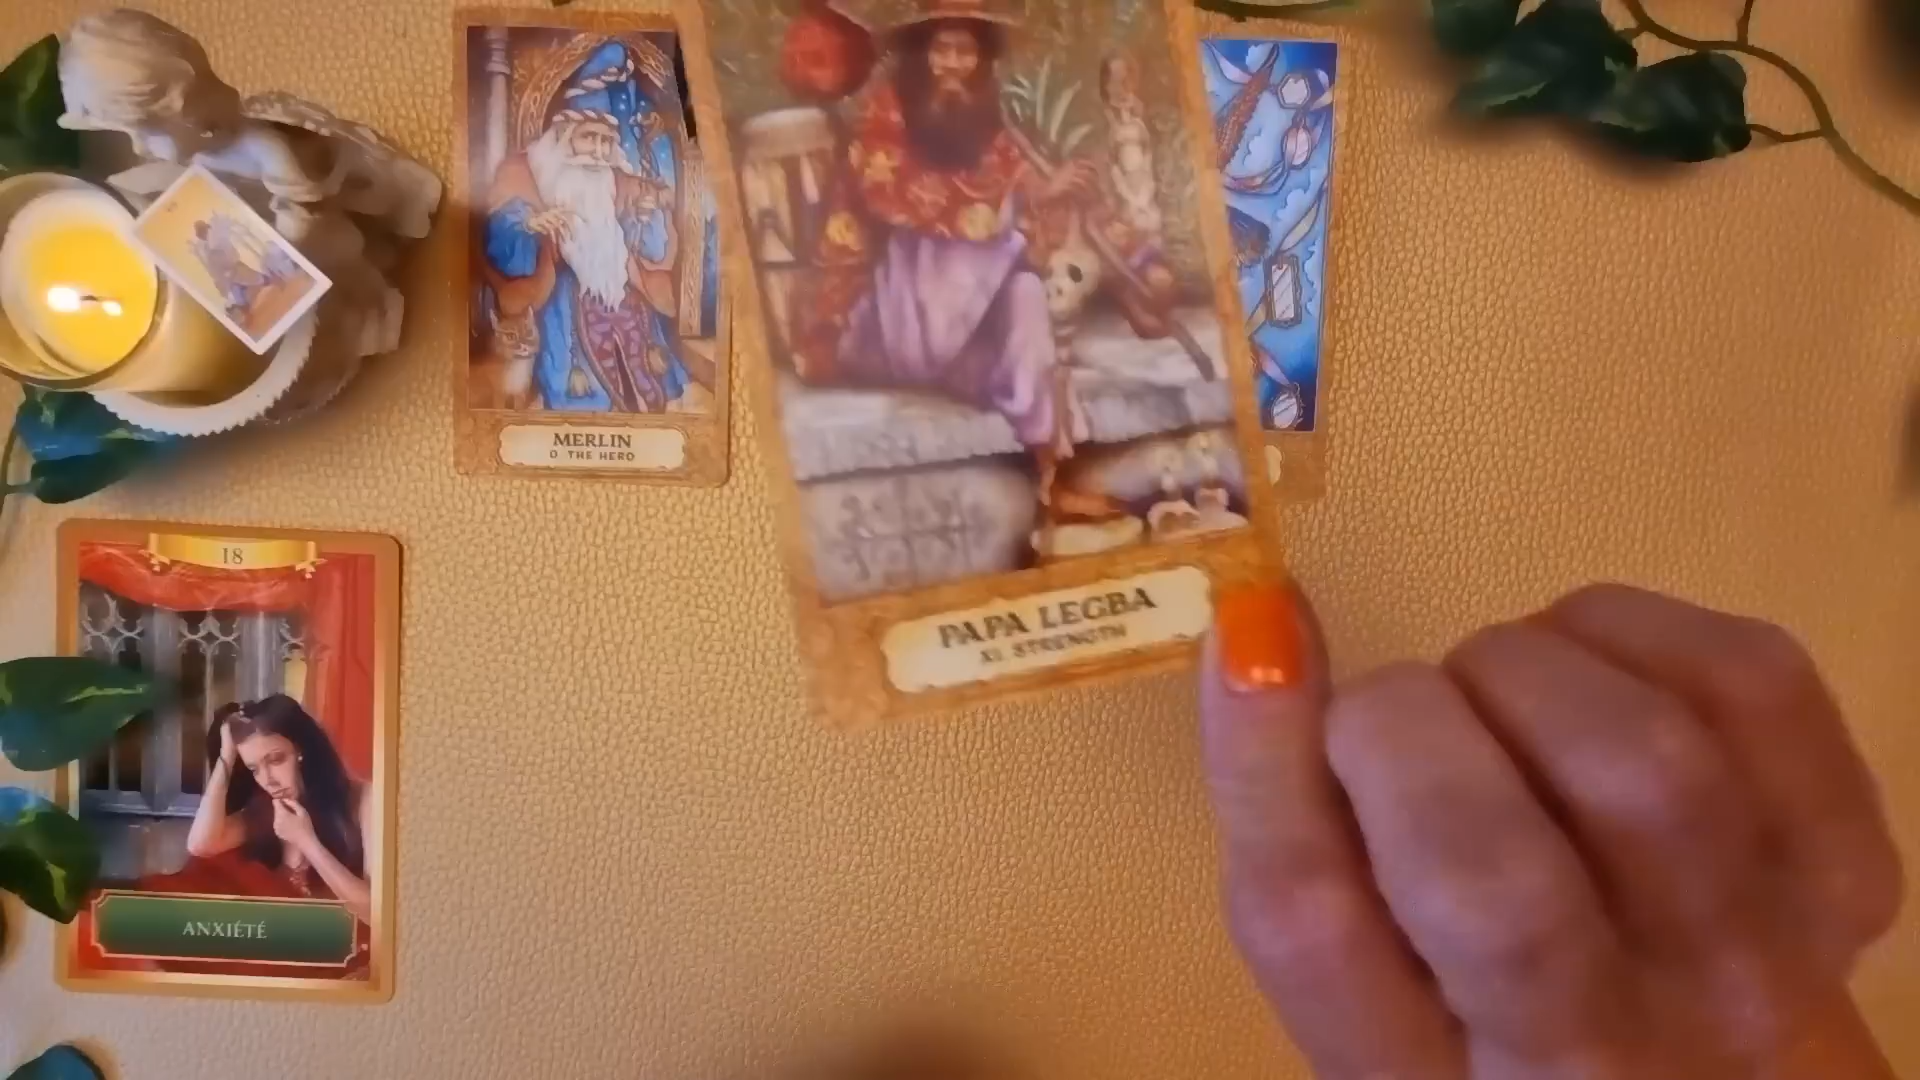 MERLIN
0 THE HERO
PAPA LEGBA
XI STRENGTH
18
ANXIÉTÉ